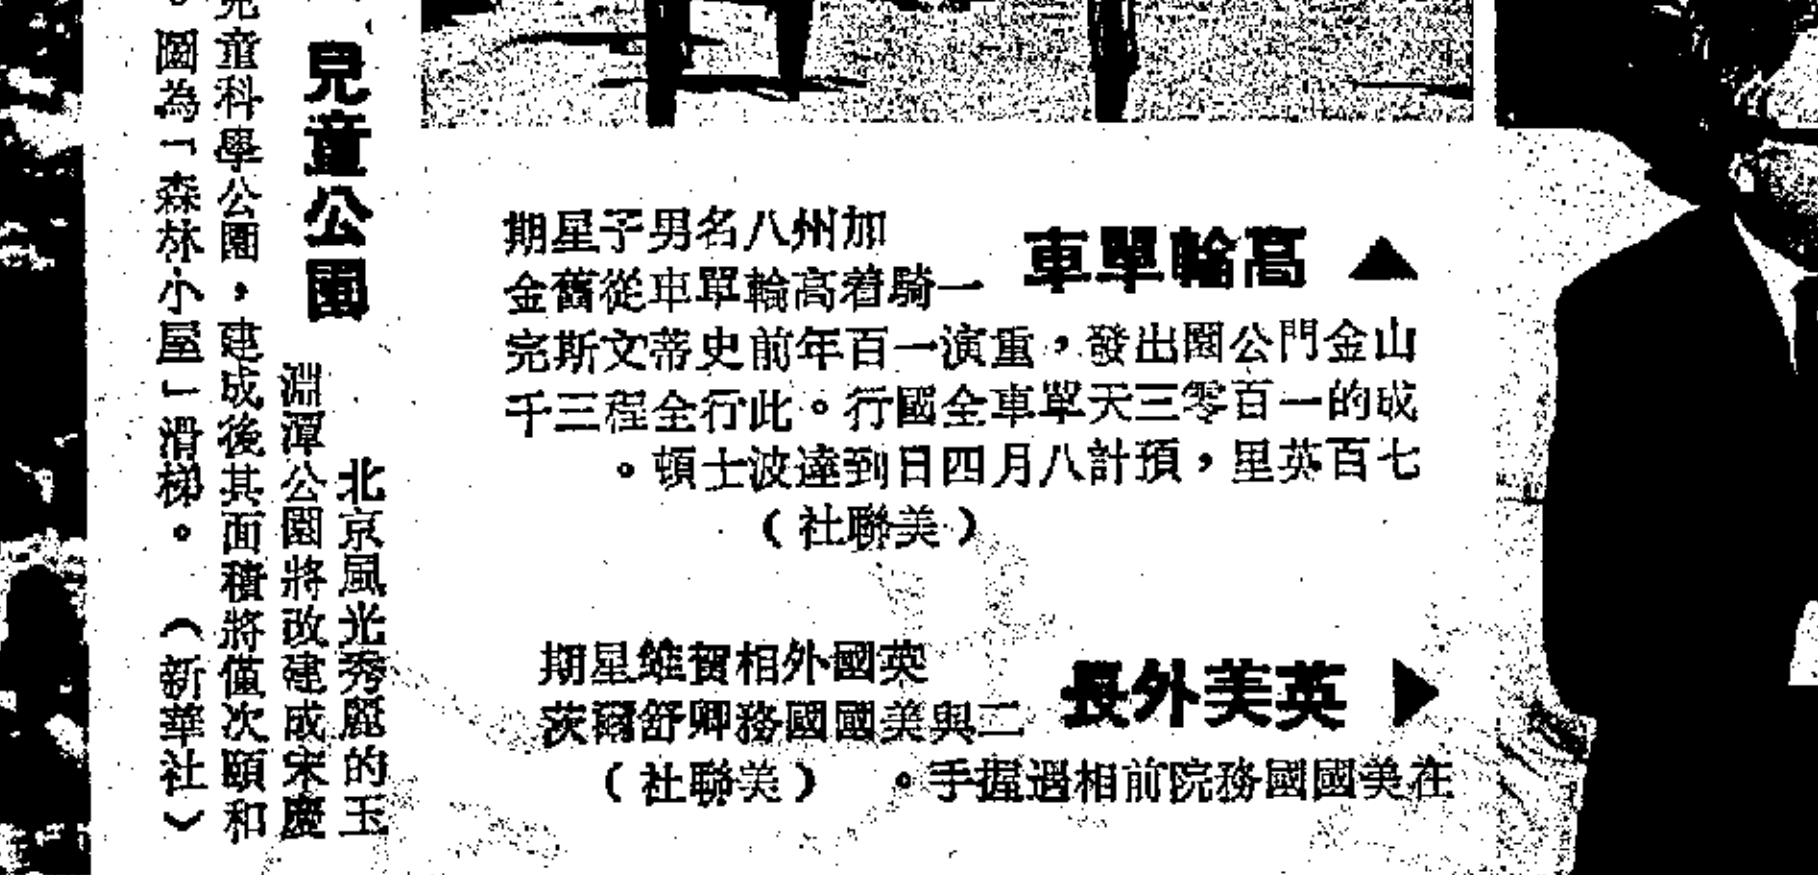 ▲高輪單車
加州八名男子星期
一騎着高輪單車從舊金
山金門公園出發，重演一百年前史蒂文斯完
成的一百零三天單車全國行。此行全程三千
七百英里，預計八月四日到達波士頓。
（美聯社）
▶英美外長
英國外相賀維星期
二與美國國務卿舒爾茨
在美國國務院前相遇握手。（美聯社）
兒童公園
北京風光秀麗的玉
淵潭公園將改建成宋慶
兒童科學公園，建成後其面積將僅次頤和
。圖為「森林小屋」滑梯。（新華社）